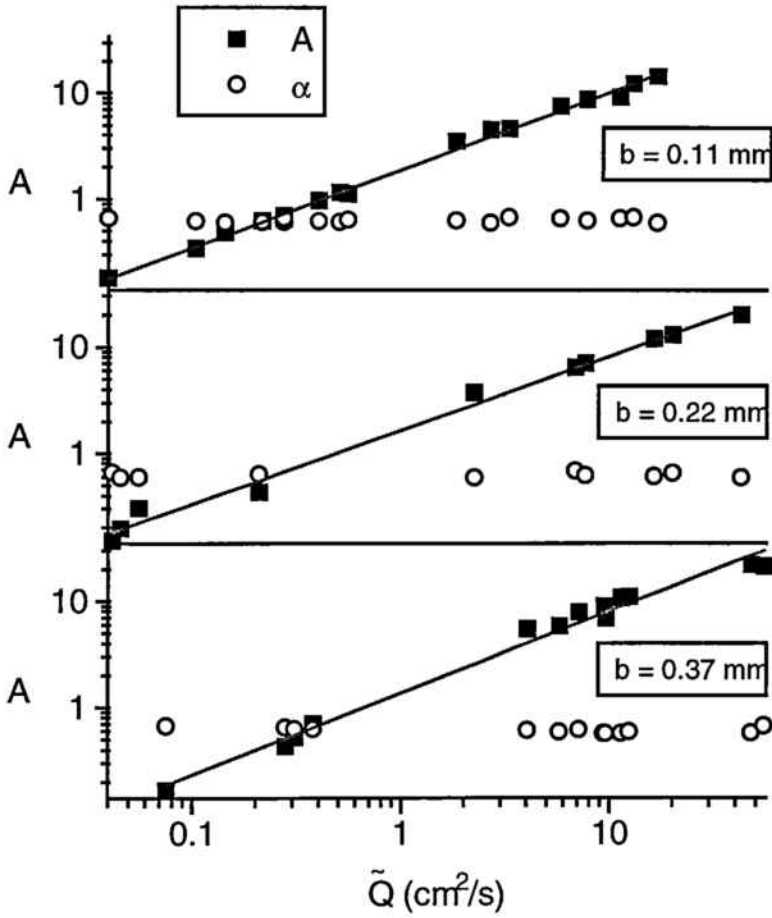 A
α
10
1
A
b = 0.11 mm
10
1
A
b = 0.22 mm
10
1
A
b = 0.37 mm
0.1
1
10
Q̃ (cm²/s)